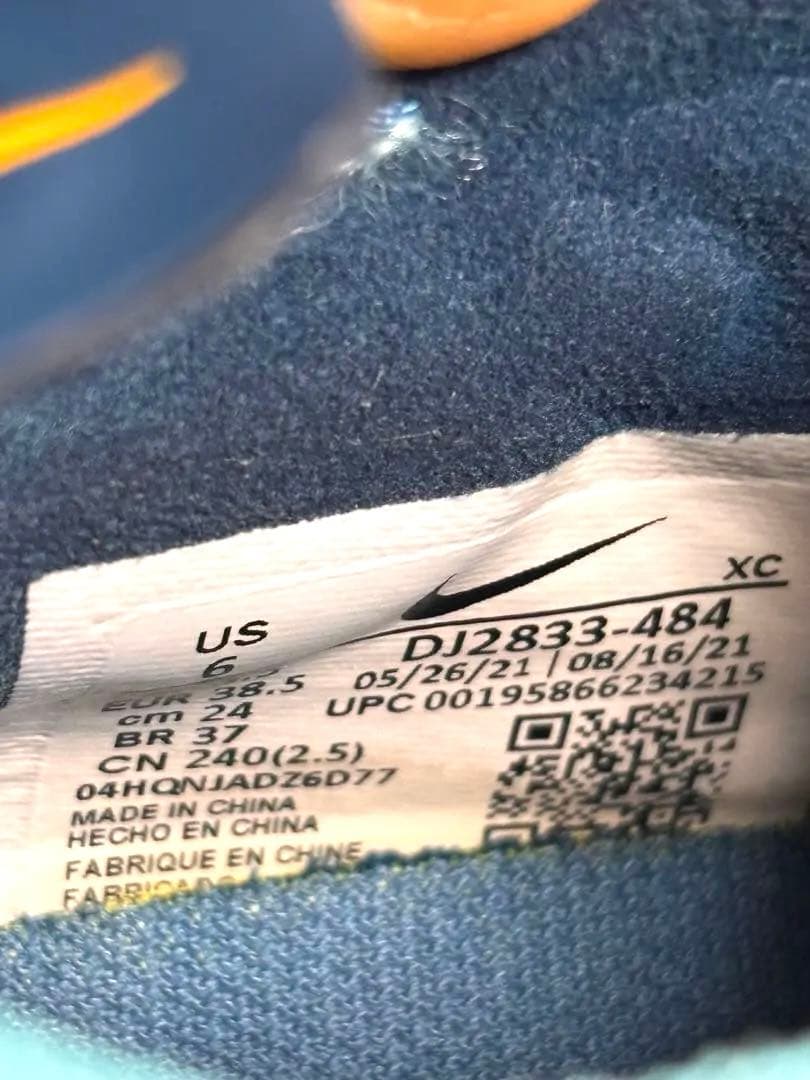 XC
US
6
DJ2833-484
05/26/21 | 08/16/21
UPC 00195866234215
EUR 38.5
cm 24
BR 37
CN 240(2.5)
04HQNJADZ6D77
MADE IN CHINA
HECHO EN CHINA
FABRIQUE EN CHINE